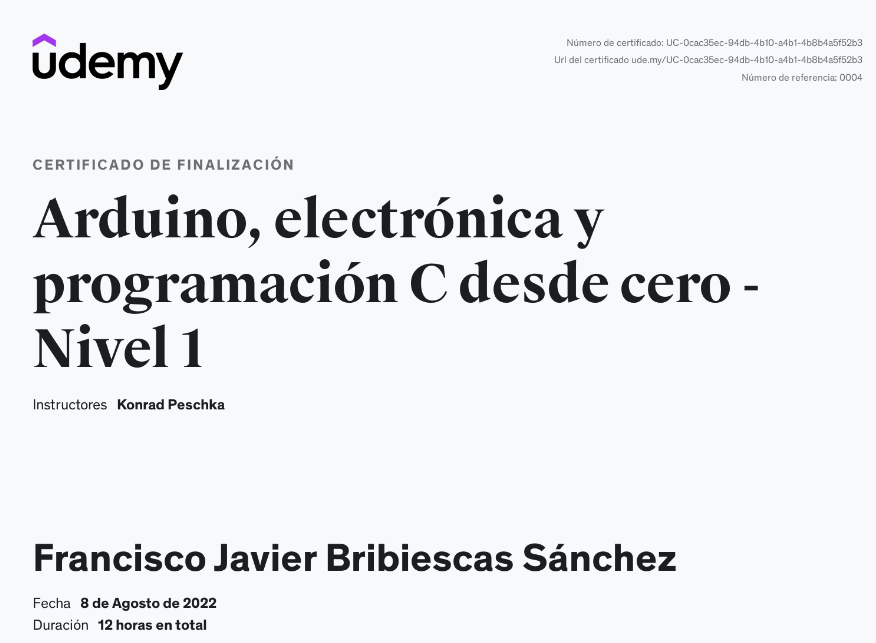 udemy
Número de certificado: UC-0cac35ec-94db-4b10-a4b1-4b8b4a5f52b3
Url del certificado ude.my/UC-0cac35ec-94db-4b10-a4b1-4b8b4a5f52b3
Número de referencia: 0004
CERTIFICADO DE FINALIZACIÓN
Arduino, electrónica y
programación C desde cero -
Nivel 1
Instructores Konrad Peschka
Francisco Javier Bribiescas Sánchez
Fecha 8 de Agosto de 2022
Duración 12 horas en total